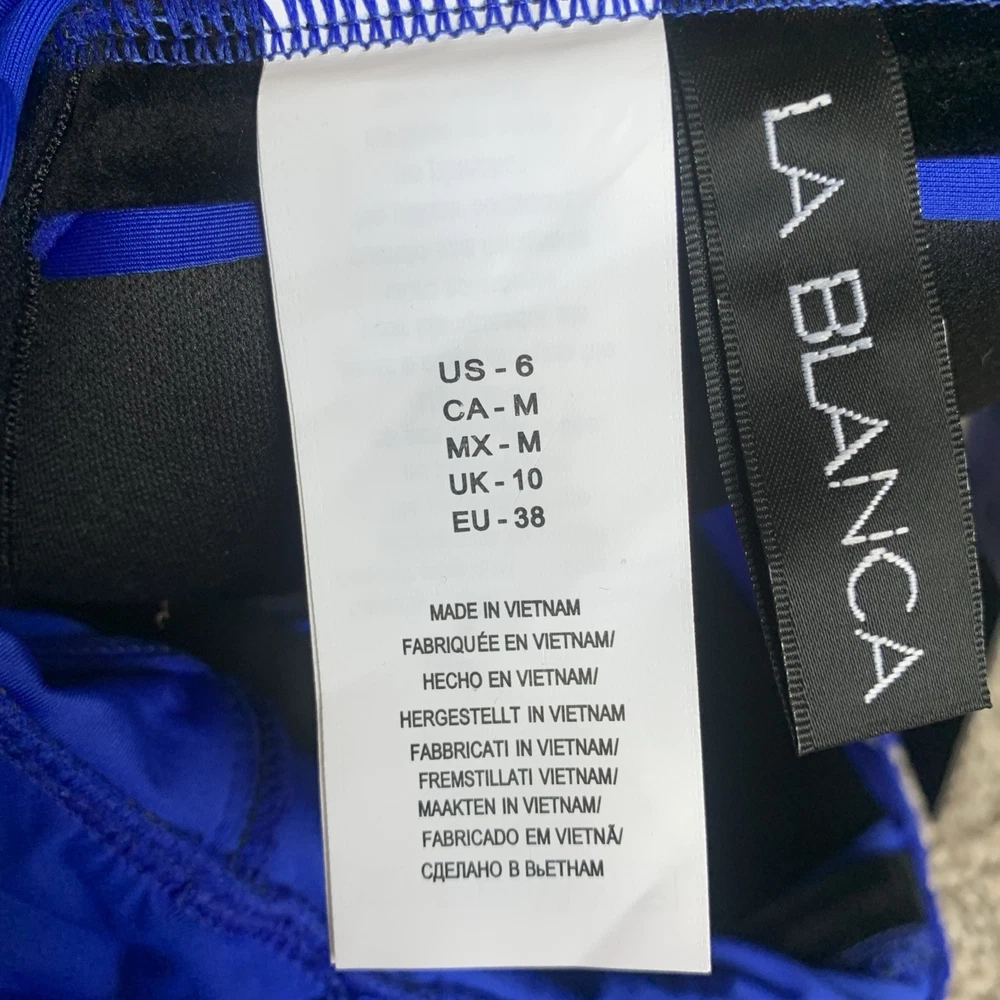 US - 6
CA - M
MX - M
UK - 10
EU - 38
MADE IN VIETNAM
FABRIQUÉE EN VIETNAM/
HECHO EN VIETNAM/
HERGESTELLT IN VIETNAM
FABBRICATI IN VIETNAM/
FREMSTILLATI VIETNAM/
MAAKTEN IN VIETNAM/
FABRICADO EM VIETNÃ/
СДЕЛАНО В ВЬЕТНАМ
LA BLANCA